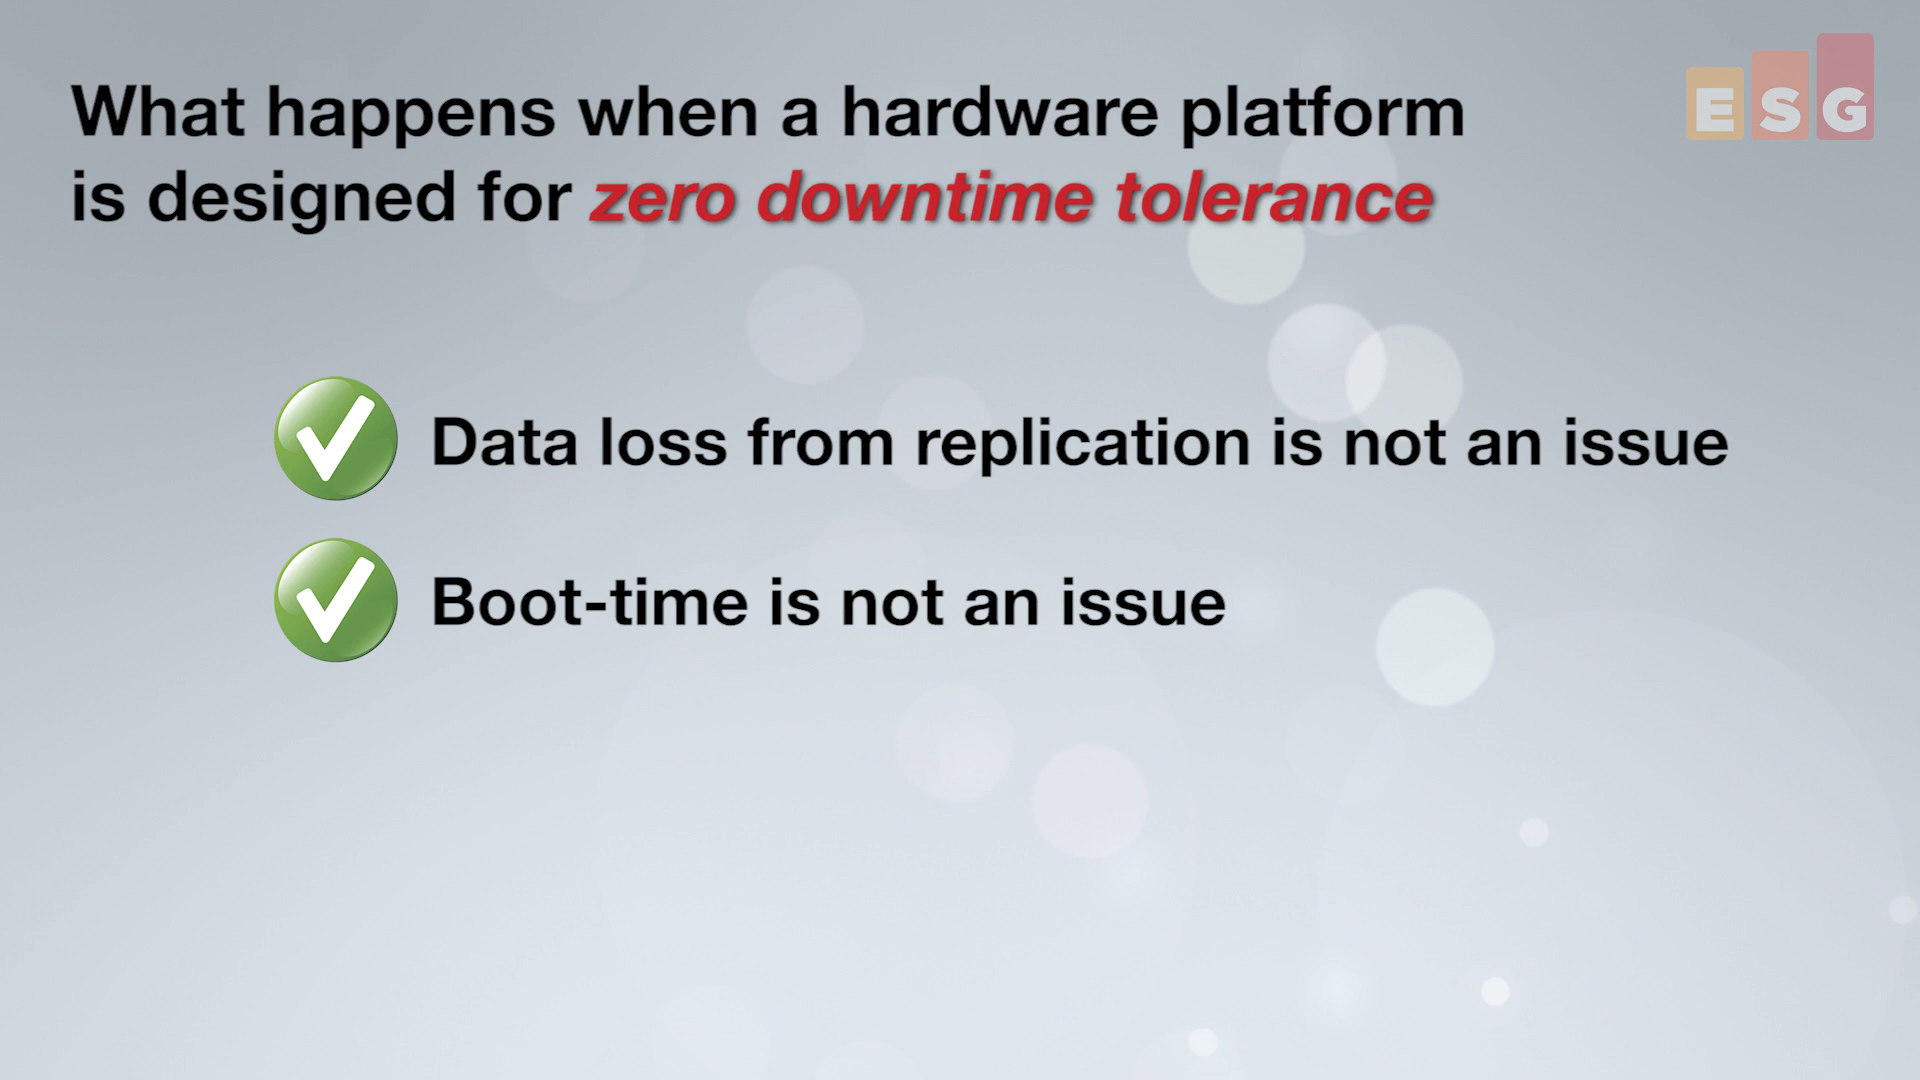 What happens when a hardware platform
is designed for zero downtime tolerance
ESG
Data loss from replication is not an issue
Boot-time is not an issue